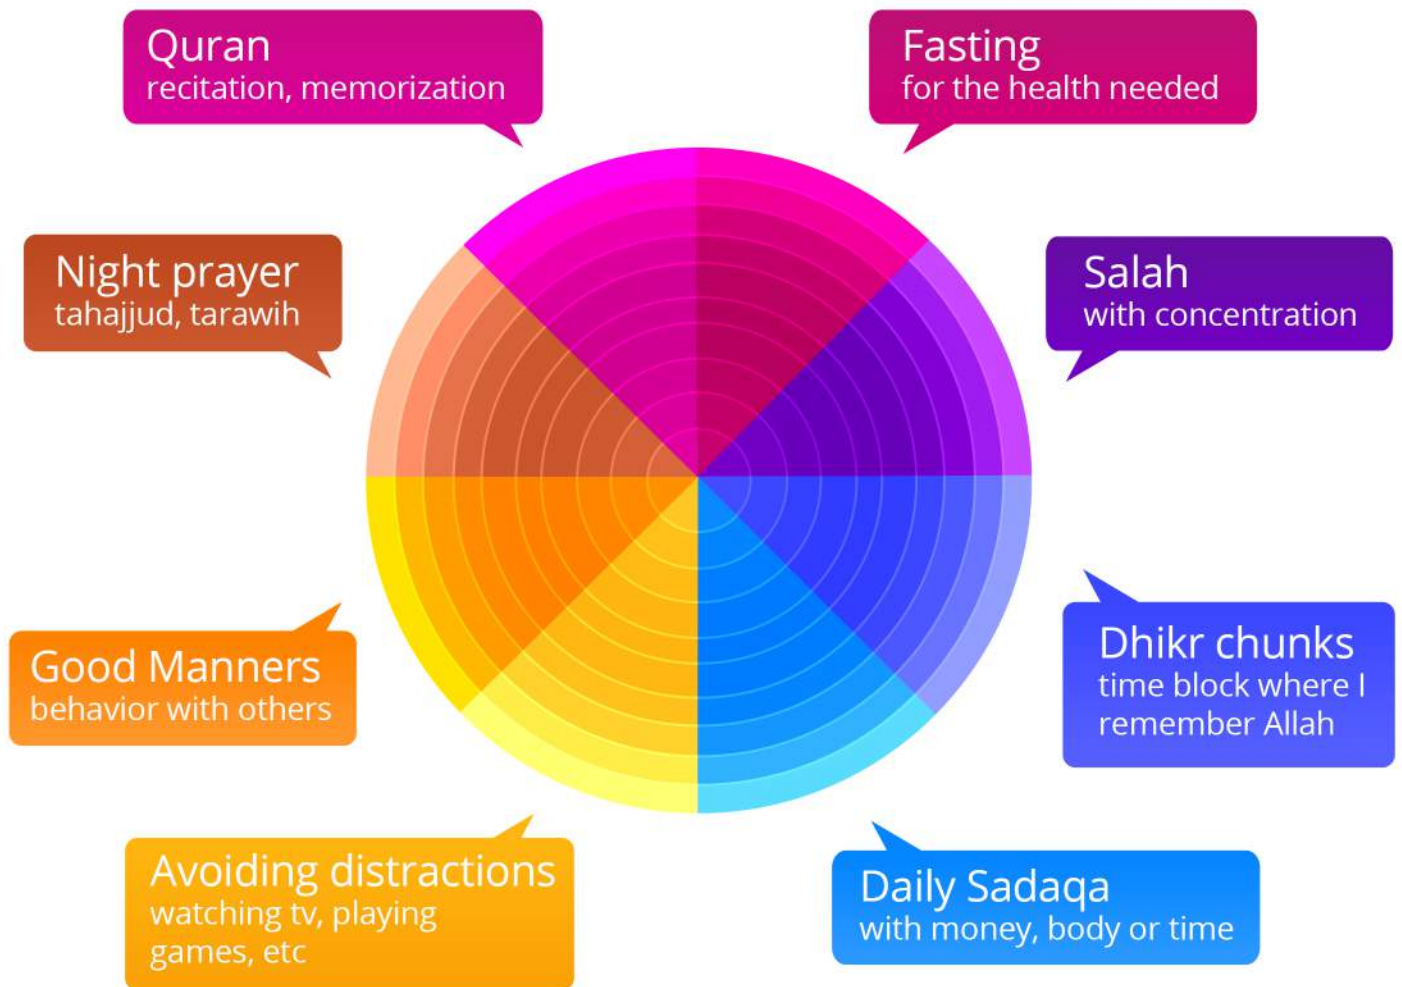 Quran
recitation, memorization
Fasting
for the health needed
Night prayer
tahajjud, tarawih
Salah
with concentration
Good Manners
behavior with others
Dhikr chunks
time block where I
remember Allah
Avoiding distractions
watching tv, playing
games, etc
Daily Sadaqa
with money, body or time